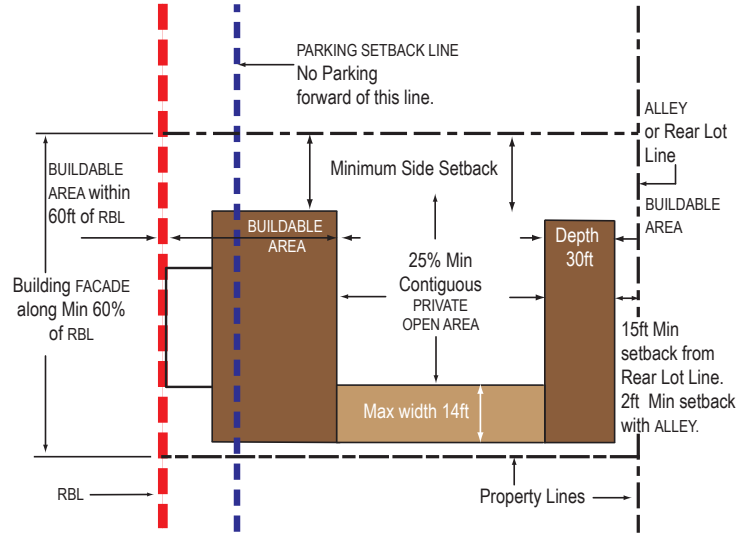 PARKING SETBACK LINE
No Parking
forward of this line.
ALLEY
or Rear Lot
Line
BUILDABLE
AREA within
60ft of RBL
Minimum Side Setback
BUILDABLE
AREA
BUILDABLE
AREA
Depth
30ft
25% Min
Contiguous
PRIVATE
OPEN AREA
Building FACADE
along Min 60%
of RBL
15ft Min
setback from
Rear Lot Line.
2ft Min setback
with ALLEY.
Max width 14ft
RBL
Property Lines